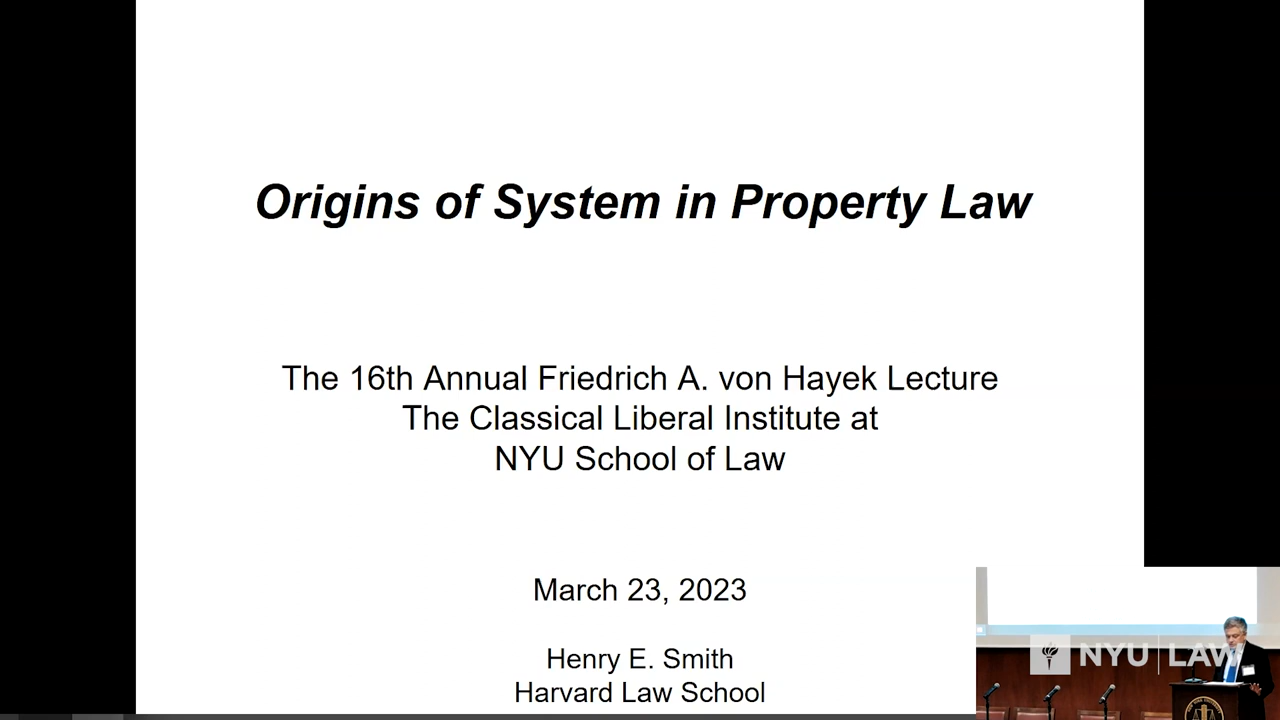 Origins of System in Property Law
The 16th Annual Friedrich A. von Hayek Lecture
The Classical Liberal Institute at
NYU School of Law
March 23, 2023
Henry E. Smith
Harvard Law School
NYU | LAW